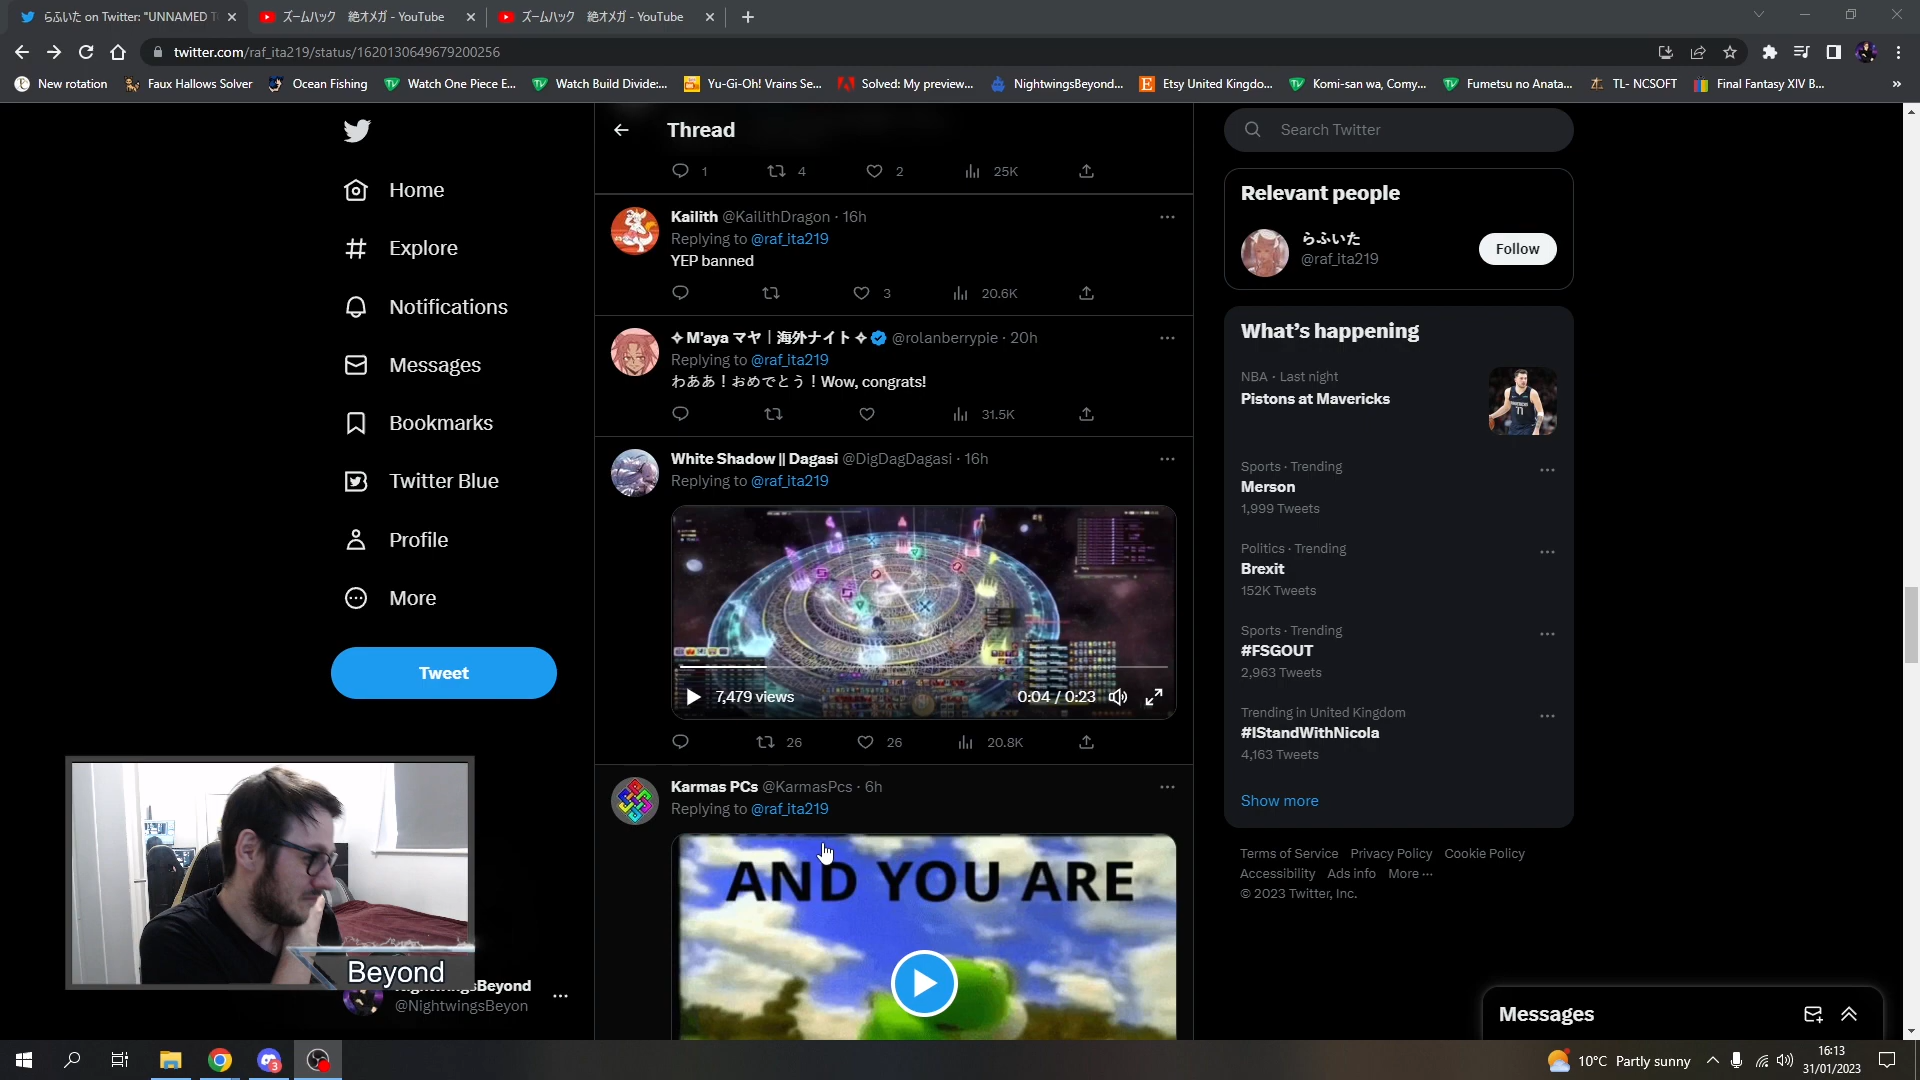 らふいた on Twitter: "UNNAMED T
ズームハック 絶オメガ - YouTube
ズームハック 絶オメガ - YouTube
twitter.com/raf_ita219/status/1620130649679200256
New rotation
Faux Hallows Solver
Ocean Fishing
Watch One Piece E...
Watch Build Divide:...
Yu-Gi-Oh! Vrains Se...
Solved: My preview...
NightwingsBeyond...
Etsy United Kingdo...
Komi-san wa, Comy...
Fumetsu no Anata...
TL- NCSOFT
Final Fantasy XIV B...
Home
Explore
Notifications
Messages
Bookmarks
Twitter Blue
Profile
More
Tweet
Beyond
sBeyond
@NightwingsBeyon
Thread
1 4 2 25K
Kailith @KailithDragon · 16h
Replying to @raf_ita219
YEP banned
3 20.6K
✧ M'aya マヤ | 海外ナイト ✧ @rolanberrypie · 20h
Replying to @raf_ita219
わああ！おめでとう！Wow, congrats!
31.5K
White Shadow || Dagasi @DigDagDagasi · 16h
Replying to @raf_ita219
7,479 views 0:04 / 0:23
26 26 20.8K
Karmas PCs @KarmasPcs · 6h
Replying to @raf_ita219
AND YOU ARE
Search Twitter
Relevant people
らふいた
@raf_ita219
Follow
What's happening
NBA · Last night
Pistons at Mavericks
Sports · Trending
Merson
1,999 Tweets
Politics · Trending
Brexit
152K Tweets
Sports · Trending
#FSGOUT
2,963 Tweets
Trending in United Kingdom
#IStandWithNicola
4,163 Tweets
Show more
Terms of Service Privacy Policy Cookie Policy
Accessibility Ads info More ···
© 2023 Twitter, Inc.
Messages
10°C Partly sunny
16:13
31/01/2023